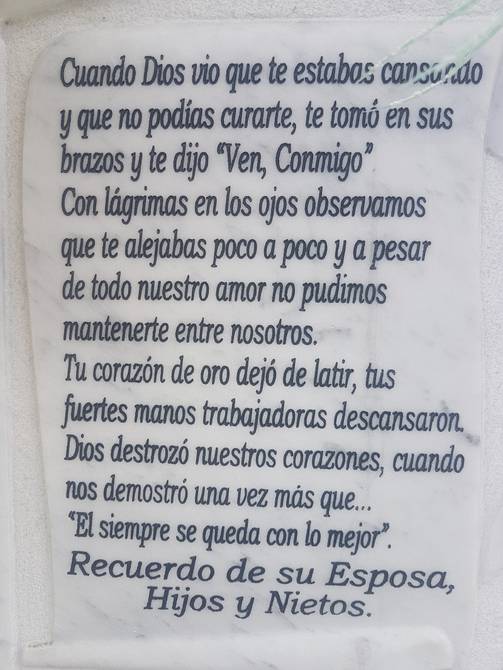 Cuando Dios vio que te estabas cansando
y que no podías curarte, te tomó en sus
brazos y te dijo “Ven, Conmigo”
Con lágrimas en los ojos observamos
que te alejabas poco a poco y a pesar
de todo nuestro amor no pudimos
mantenerte entre nosotros.
Tu corazón de oro dejó de latir, tus
fuertes manos trabajadoras descansaron.
Dios destrozó nuestros corazones, cuando
nos demostró una vez más que...
“El siempre se queda con lo mejor”.
Recuerdo de su Esposa,
Hijos y Nietos.